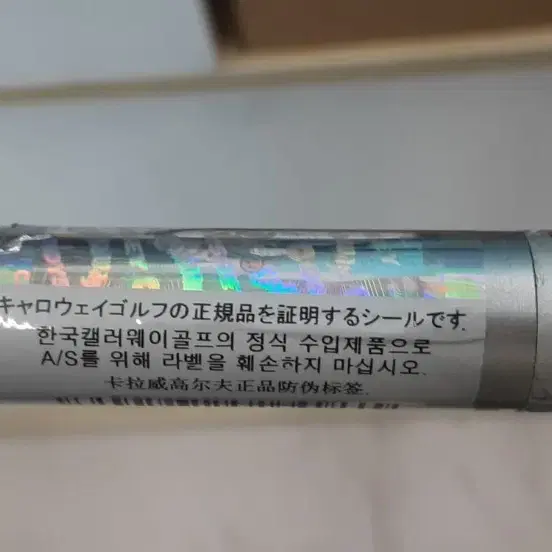 キャロウェイゴルフの正規品を証明するシールです.
한국캘러웨이골프의 정식 수입제품으로
A/S를 위해 라벨을 훼손하지 마십시오.
卡拉威高尔夫正品防伪标签.